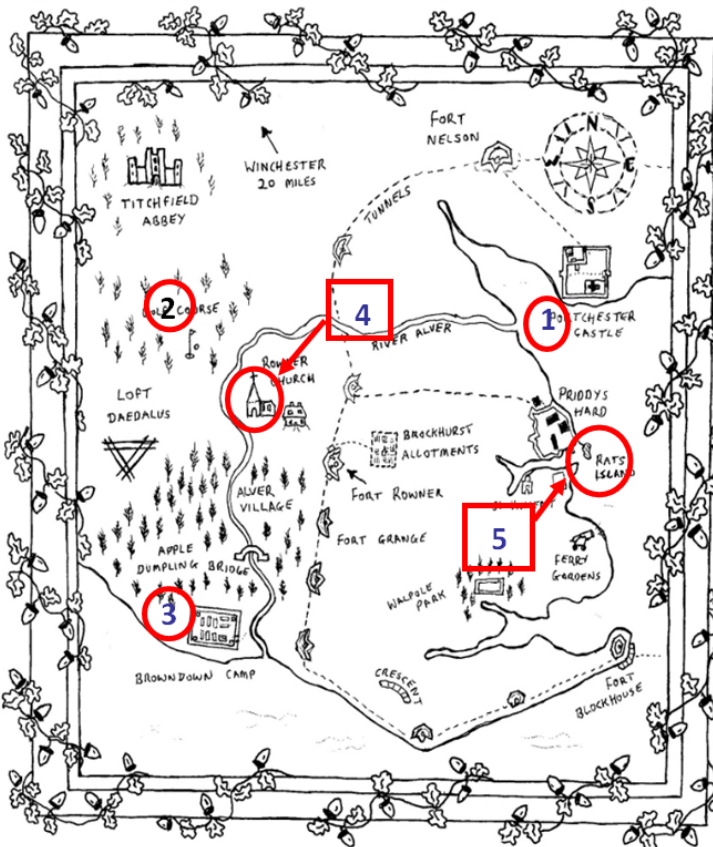 FORT
NELSON
N
W
E
S
WINCHESTER
20 MILES
TITCHFIELD
ABBEY
TUNNELS
2
COURSE
4
1
PORTCHESTER
CASTLE
RIVER ALVER
ROWNER
CHURCH
LOFT
DAEDALUS
PRIDDYS
HARD
BROCKHURST
ALLOTMENTS
RATS
ISLAND
FORT ROWNER
ALVER
VILLAGE
5
FORT GRANGE
APPLE
DUMPLING BRIDGE
FERRY
GARDENS
WALPOLE
PARK
3
BROWNDOWN CAMP
CRESCENT
FORT
BLOCKHOUSE